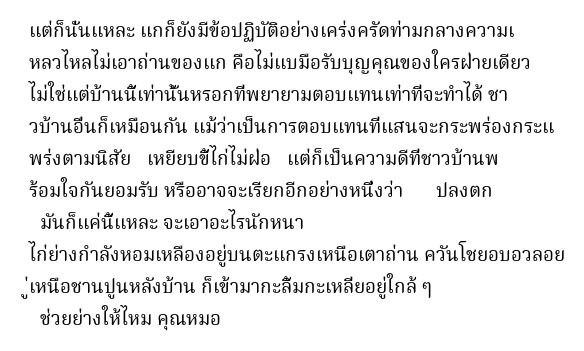 แต่ก็นั่นแหละ แกก็ยังมีข้อปฏิบัติอย่างเคร่งครัดท่ามกลางความเ
หลวไหลไม่เอาถ่านของแก คือไม่แบมือรับบุญคุณของใครฝ่ายเดียว
ไม่ใช่แต่บ้านนี้เท่านั้นหรอกที่พยายามตอบแทนเท่าที่จะทำได้ ชา
วบ้านอื่นก็เหมือนกัน แม้ว่าเป็นการตอบแทนที่แสนจะกระพร่องกระแ
พร่งตามนิสัย เหยียบขี้ไก่ไม่ฝ่อ แต่ก็เป็นความดีที่ชาวบ้านพ
ร้อมใจกันยอมรับ หรืออาจจะเรียกอีกอย่างหนึ่งว่า ปลงตก
มันก็แค่นี้แหละ จะเอาอะไรนักหนา
ไก่ย่างกำลังหอมเหลืองอยู่บนตะแกรงเหนือเตาถ่าน ควันโชยอบอวลอย
ู่เหนือชานปูนหลังบ้าน ก็เข้ามากะลิ้มกะเหลี่ยอยู่ใกล้ ๆ
ช่วยย่างให้ไหม คุณหมอ